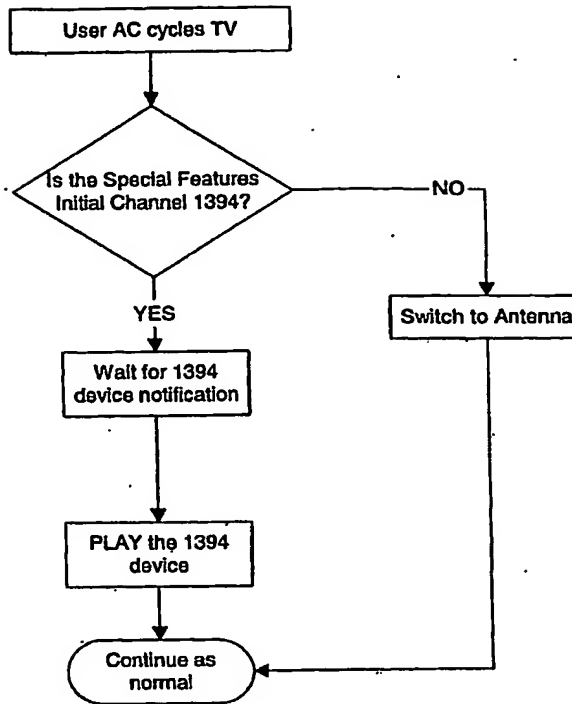 User AC cycles TV
Is the Special Features
Initial Channel 1394?
NO
YES
Switch to Antenna
Wait for 1394
device notification
PLAY the 1394
device
Continue as
normal